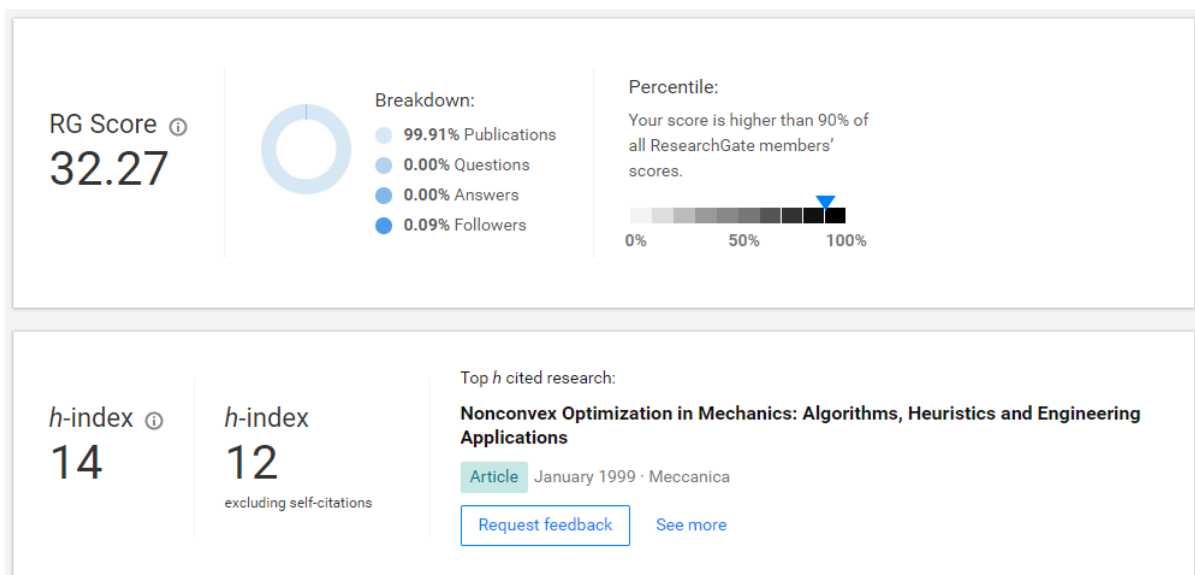 RG Score
32.27
Breakdown:
99.91% Publications
0.00% Questions
0.00% Answers
0.09% Followers
Percentile:
Your score is higher than 90% of
all ResearchGate members’
scores.
0% 50% 100%
h-index
14
h-index
12
excluding self-citations
Top h cited research:
Nonconvex Optimization in Mechanics: Algorithms, Heuristics and Engineering
Applications
Article January 1999 · Meccanica
Request feedback See more